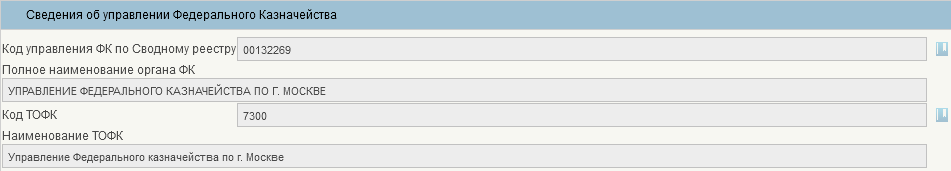 Сведения об управлении Федерального Казначейства
Код управления ФК по Сводному реестру 00132269
Полное наименование органа ФК
УПРАВЛЕНИЕ ФЕДЕРАЛЬНОГО КАЗНАЧЕЙСТВА ПО Г. МОСКВЕ
Код ТОФК 7300
Наименование ТОФК
Управление Федерального казначейства по г. Москве